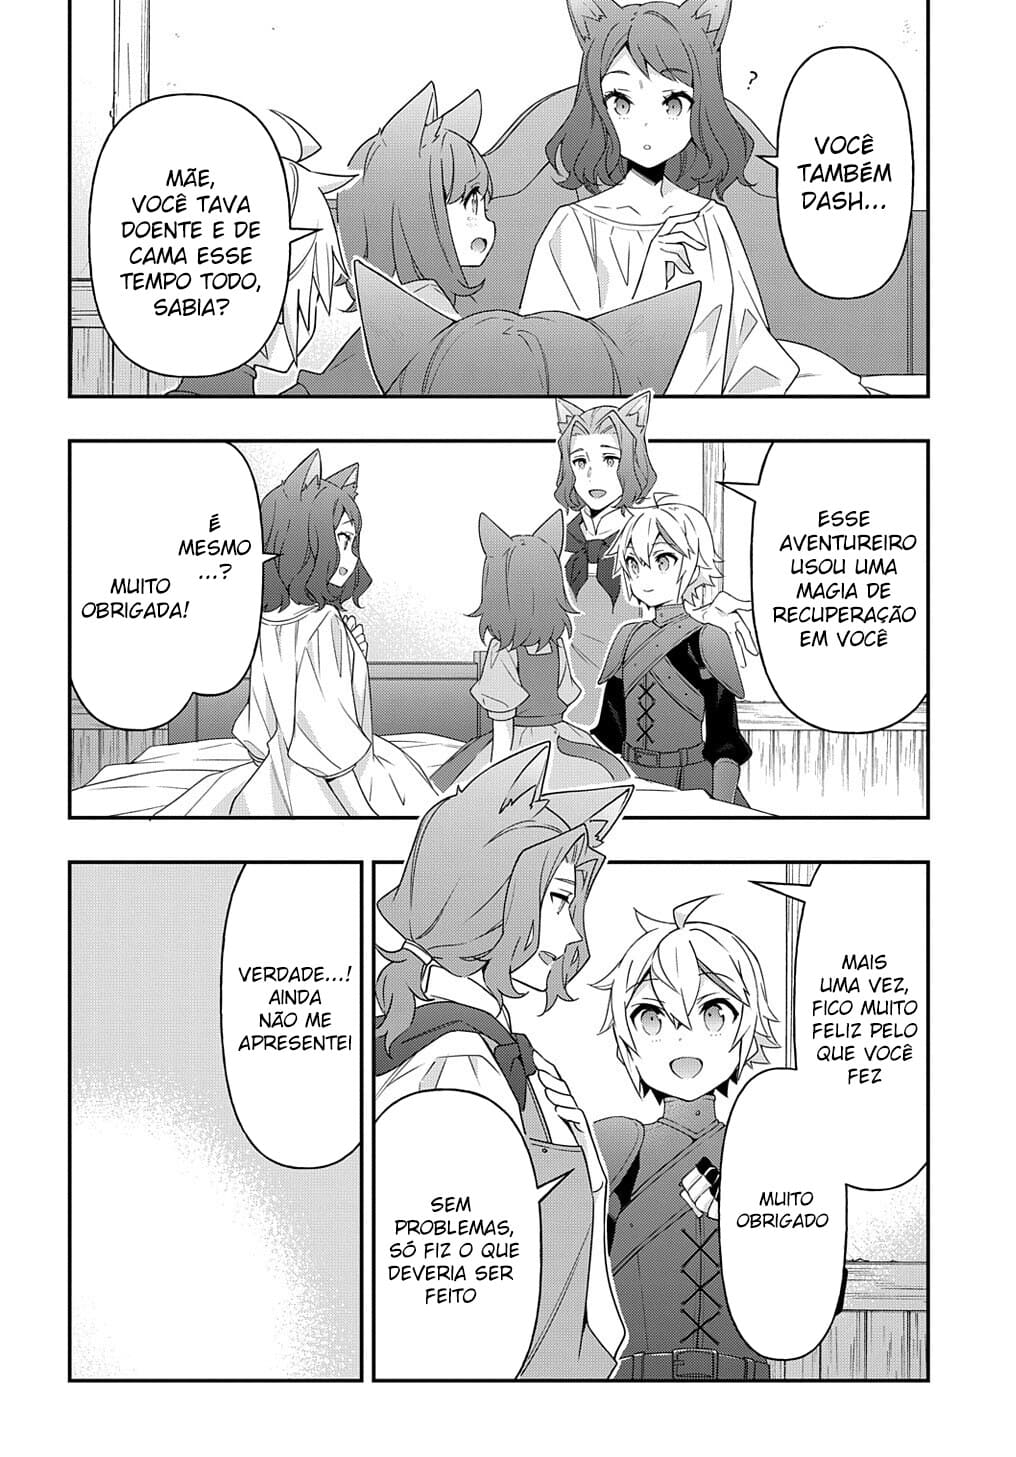 ?
VOCÊ
TAMBÉM
DASH...
MÃE,
VOCÊ TAVA
DOENTE E DE
CAMA ESSE
TEMPO TODO,
SABIA?
ESSE
AVENTUREIRO
USOU UMA
MAGIA DE
RECUPERAÇÃO
EM VOCÊ
É
MESMO
...?
MUITO
OBRIGADA!
MAIS
UMA VEZ,
FICO MUITO
FELIZ PELO
QUE VOCÊ
FEZ
MUITO
OBRIGADO
SEM
PROBLEMAS,
SÓ FIZ O QUE
DEVERIA SER
FEITO
VERDADE...!
AINDA
NÃO ME
APRESENTEI